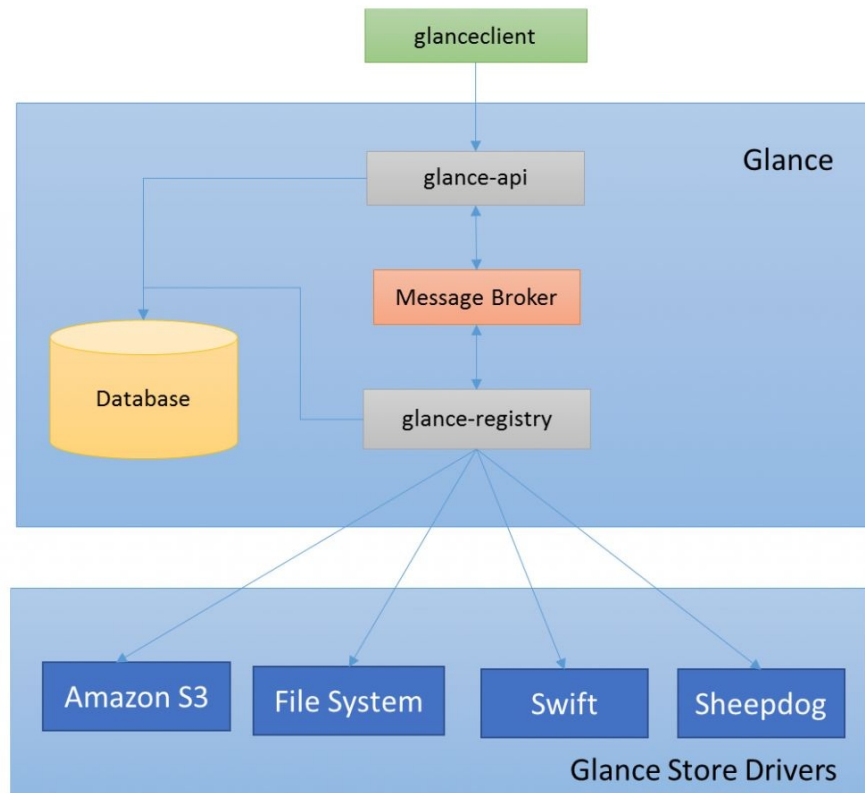 glanceclient
Glance
glance-api
Message Broker
Database
glance-registry
Amazon S3
File System
Swift
Sheepdog
Glance Store Drivers